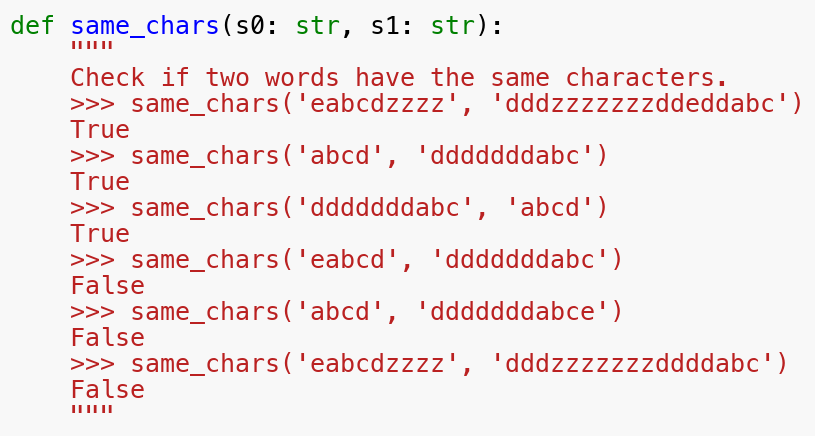 def same_chars(s0: str, s1: str):
    """
    Check if two words have the same characters.
    >>> same_chars('eabcdzzzz', 'dddzzzzzzzddeddabc')
    True
    >>> same_chars('abcd', 'dddddddabc')
    True
    >>> same_chars('dddddddabc', 'abcd')
    True
    >>> same_chars('eabcd', 'dddddddabc')
    False
    >>> same_chars('abcd', 'dddddddabce')
    False
    >>> same_chars('eabcdzzzz', 'dddzzzzzzzddddabc')
    False
    """